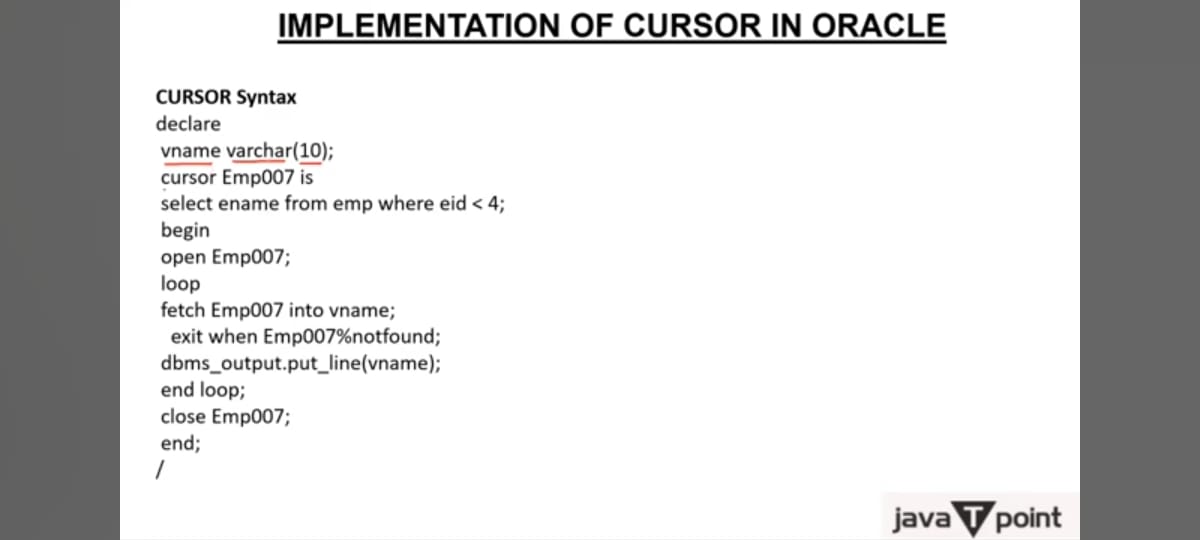 IMPLEMENTATION OF CURSOR IN ORACLE
CURSOR Syntax
declare
vname varchar(10);
cursor Emp007 is
select ename from emp where eid < 4;
begin
open Emp007;
loop
fetch Emp007 into vname;
exit when Emp007%notfound;
dbms_output.put_line(vname);
end loop;
close Emp007;
end;
/
java T point